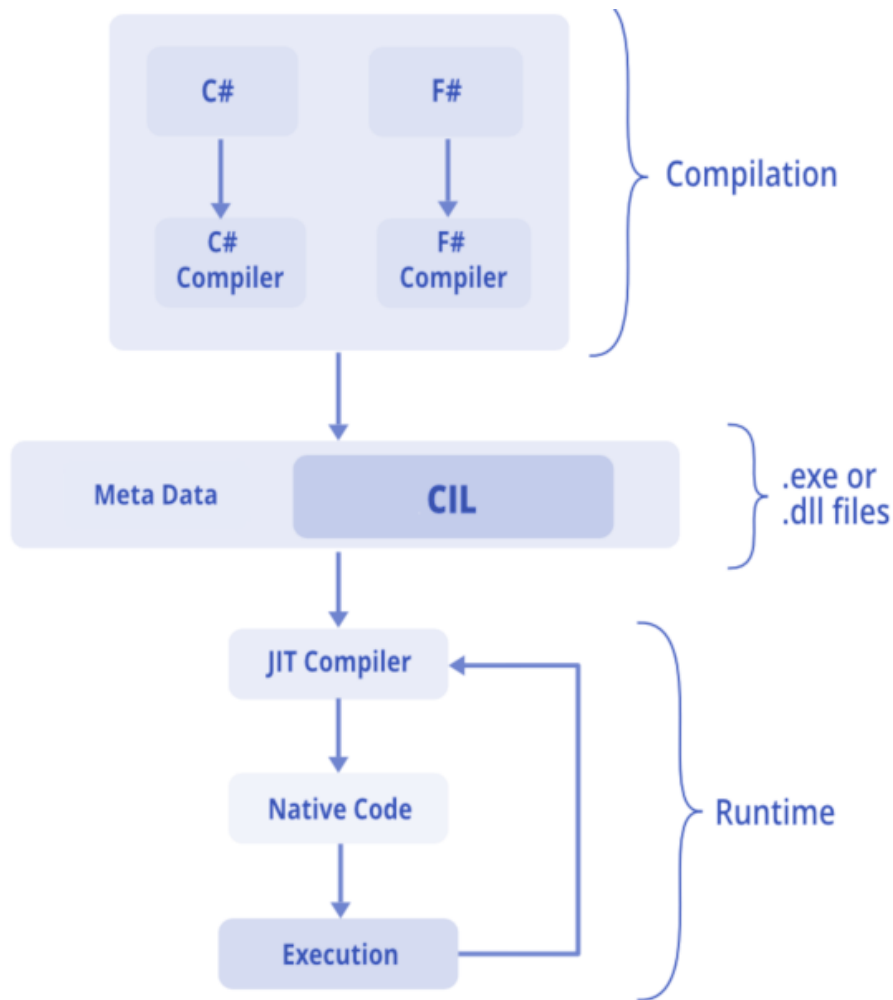 C#
F#
C#
Compiler
F#
Compiler
Compilation
Meta Data
CIL
.exe or
.dll files
JIT Compiler
Native Code
Runtime
Execution